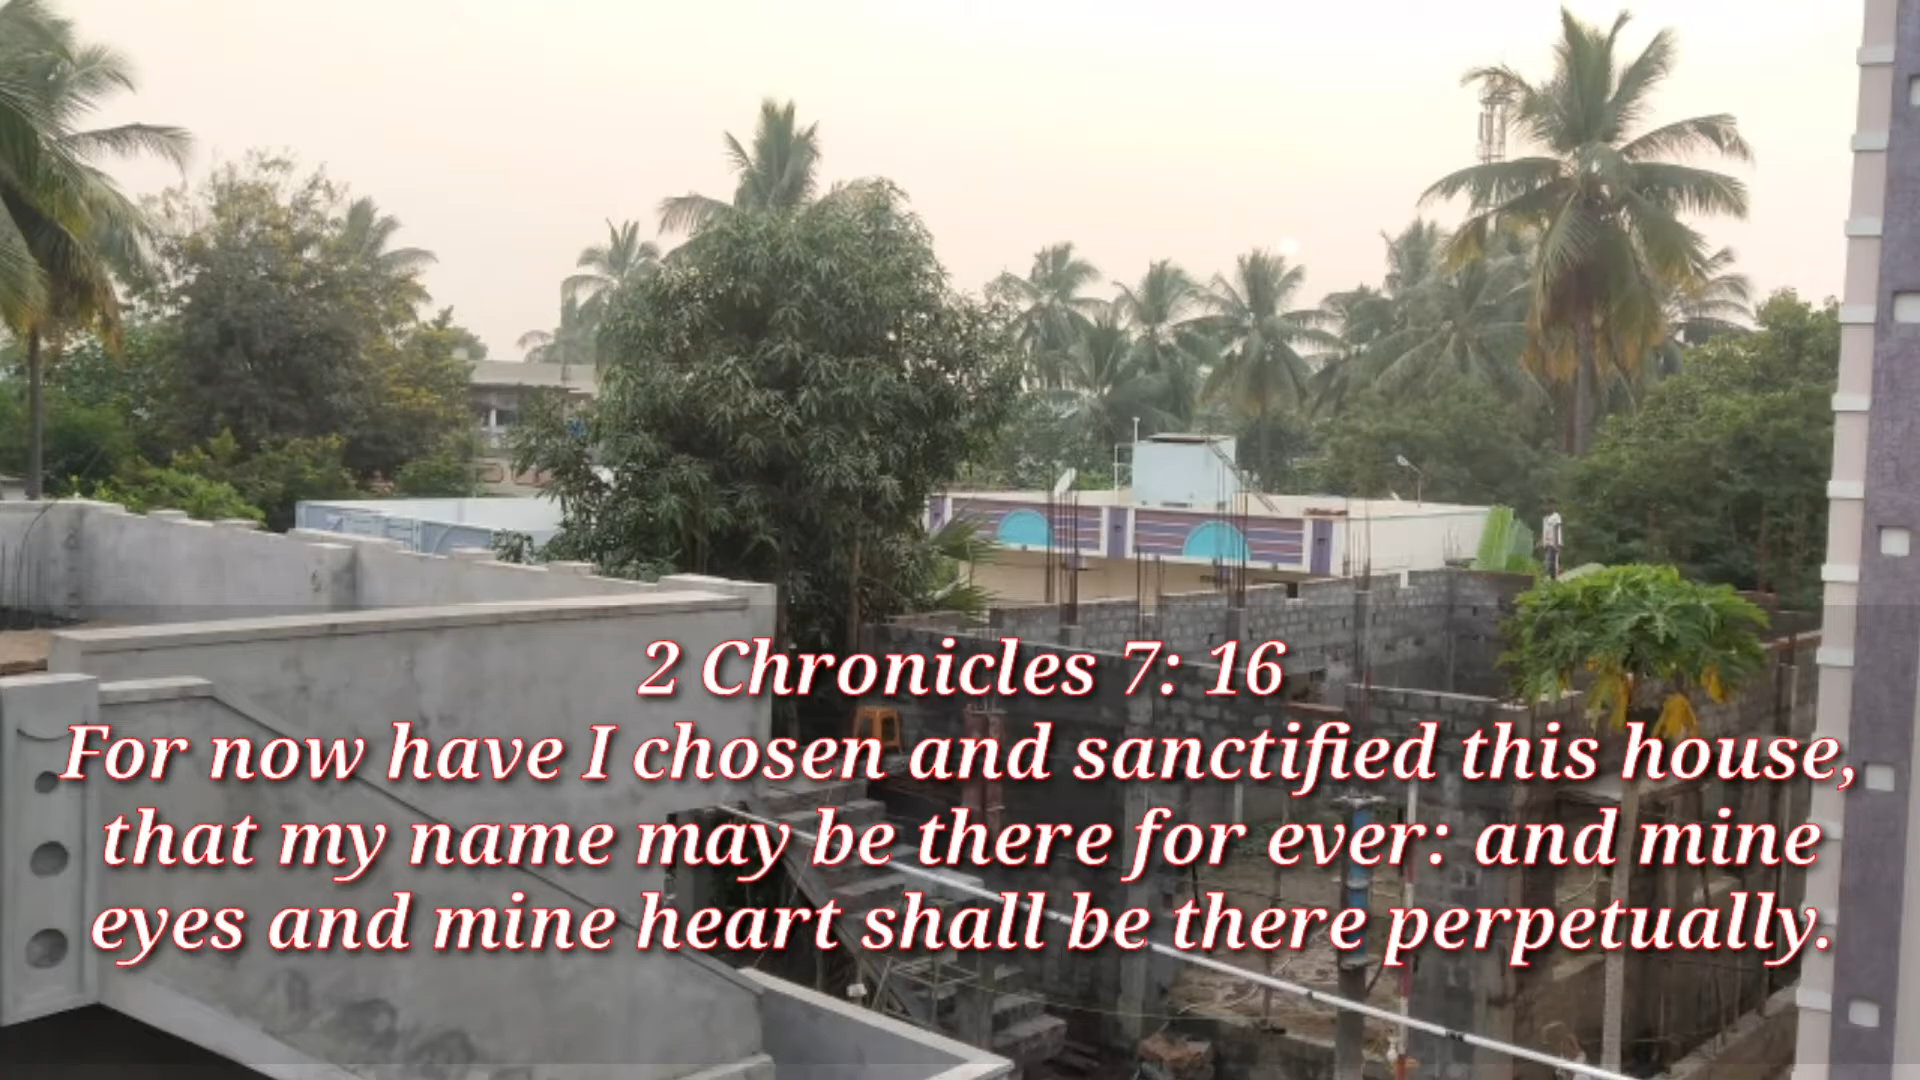 2 Chronicles 7: 16
For now have I chosen and sanctified this house,
that my name may be there for ever: and mine
eyes and mine heart shall be there perpetually.